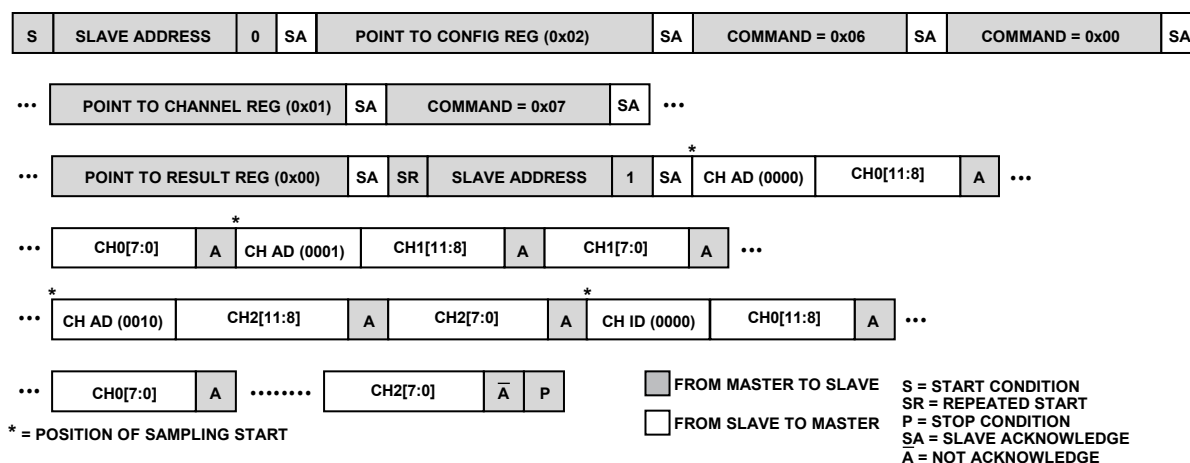 S SLAVE ADDRESS 0 SA POINT TO CONFIG REG (0x02) SA COMMAND = 0x06 SA COMMAND = 0x00 SA
••• POINT TO CHANNEL REG (0x01) SA COMMAND = 0x07 SA •••
*
••• POINT TO RESULT REG (0x00) SA SR SLAVE ADDRESS 1 SA CH AD (0000) CH0[11:8] A •••
*
••• CH0[7:0] A CH AD (0001) CH1[11:8] A CH1[7:0] A •••
* *
••• CH AD (0010) CH2[11:8] A CH2[7:0] A CH ID (0000) CH0[11:8] A •••
••• CH0[7:0] A •••••••• CH2[7:0] A̅ P
* = POSITION OF SAMPLING START
FROM MASTER TO SLAVE
FROM SLAVE TO MASTER
S = START CONDITION
SR = REPEATED START
P = STOP CONDITION
SA = SLAVE ACKNOWLEDGE
A̅ = NOT ACKNOWLEDGE